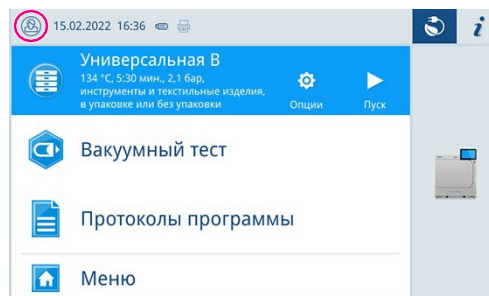 15.02.2022 16:36
i
Универсальная В
134 °C, 5:30 мин., 2,1 бар,
инструменты и текстильные изделия,
в упаковке или без упаковки
Опции
Пуск
Вакуумный тест
Протоколы программы
Меню